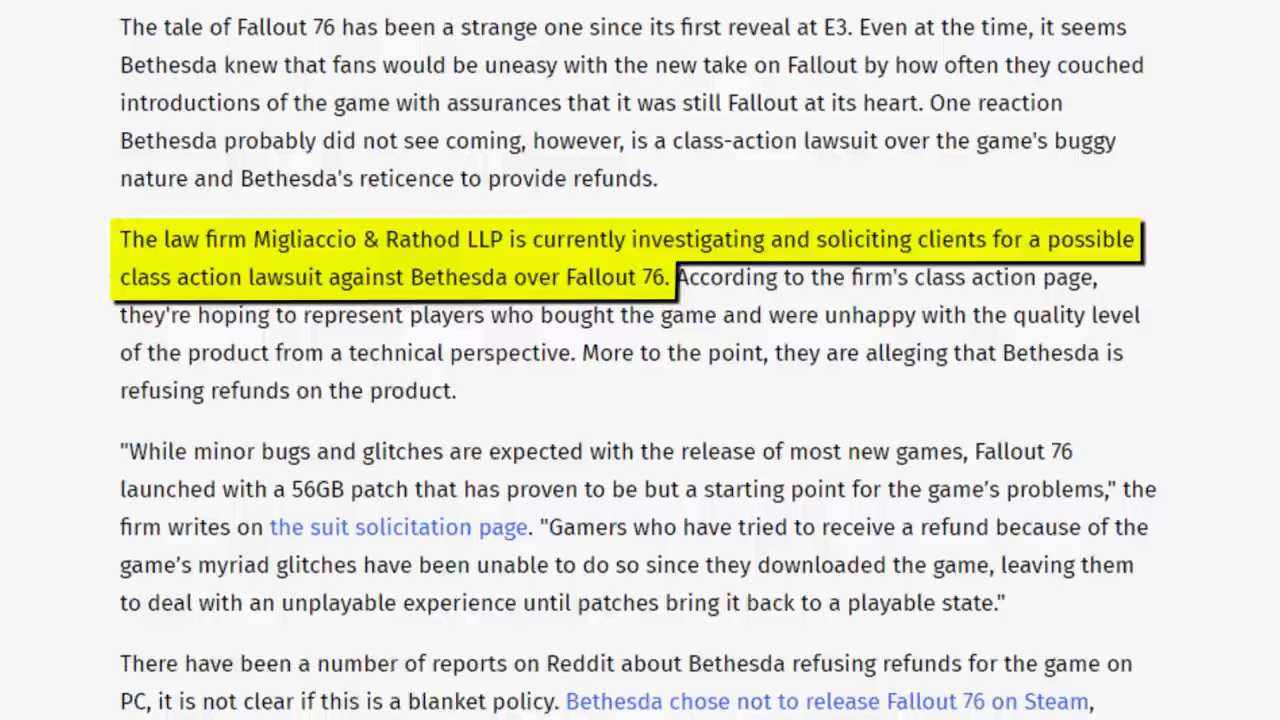 The tale of Fallout 76 has been a strange one since its first reveal at E3. Even at the time, it seems
Bethesda knew that fans would be uneasy with the new take on Fallout by how often they couched
introductions of the game with assurances that it was still Fallout at its heart. One reaction
Bethesda probably did not see coming, however, is a class-action lawsuit over the game's buggy
nature and Bethesda's reticence to provide refunds.
The law firm Migliaccio & Rathod LLP is currently investigating and soliciting clients for a possible
class action lawsuit against Bethesda over Fallout 76. According to the firm's class action page,
they're hoping to represent players who bought the game and were unhappy with the quality level
of the product from a technical perspective. More to the point, they are alleging that Bethesda is
refusing refunds on the product.
"While minor bugs and glitches are expected with the release of most new games, Fallout 76
launched with a 56GB patch that has proven to be but a starting point for the game’s problems," the
firm writes on the suit solicitation page. "Gamers who have tried to receive a refund because of the
game’s myriad glitches have been unable to do so since they downloaded the game, leaving them
to deal with an unplayable experience until patches bring it back to a playable state."
There have been a number of reports on Reddit about Bethesda refusing refunds for the game on
PC, it is not clear if this is a blanket policy. Bethesda chose not to release Fallout 76 on Steam,